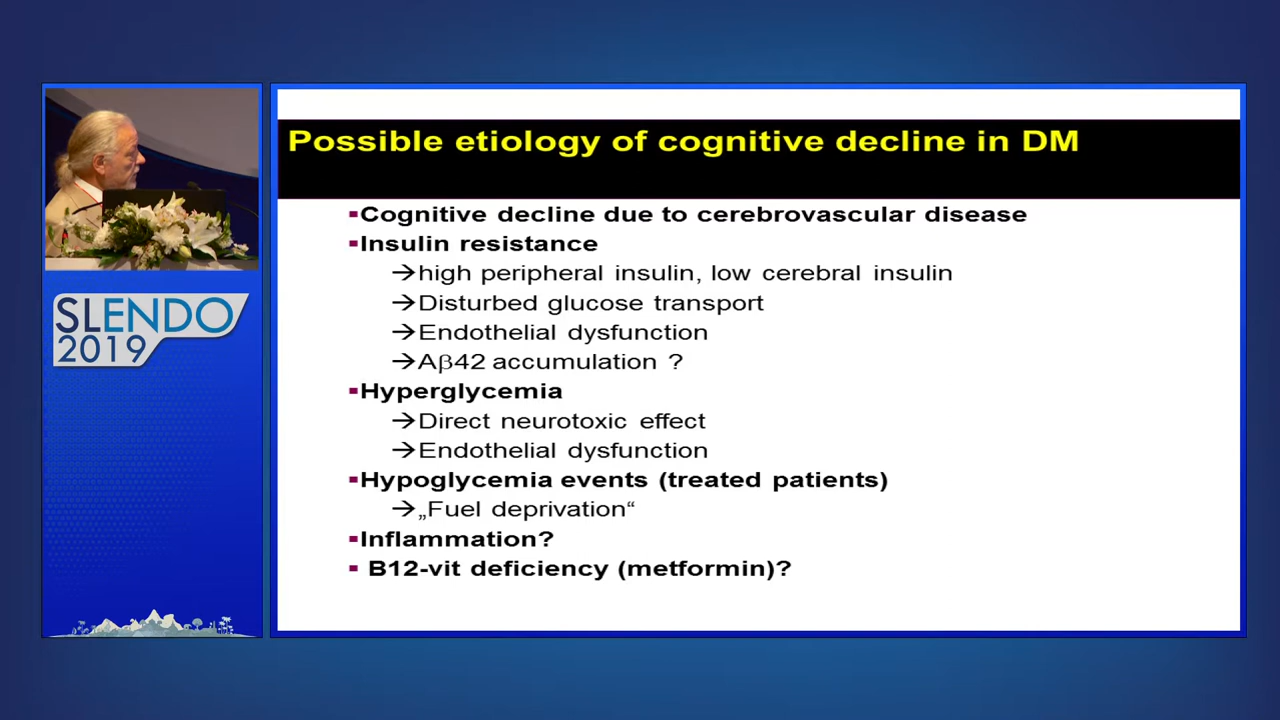 Possible etiology of cognitive decline in DM
▪Cognitive decline due to cerebrovascular disease
▪Insulin resistance
→high peripheral insulin, low cerebral insulin
→Disturbed glucose transport
→Endothelial dysfunction
→Aβ42 accumulation ?
▪Hyperglycemia
→Direct neurotoxic effect
→Endothelial dysfunction
▪Hypoglycemia events (treated patients)
→„Fuel deprivation“
▪Inflammation?
▪ B12-vit deficiency (metformin)?
SLENDO
2019